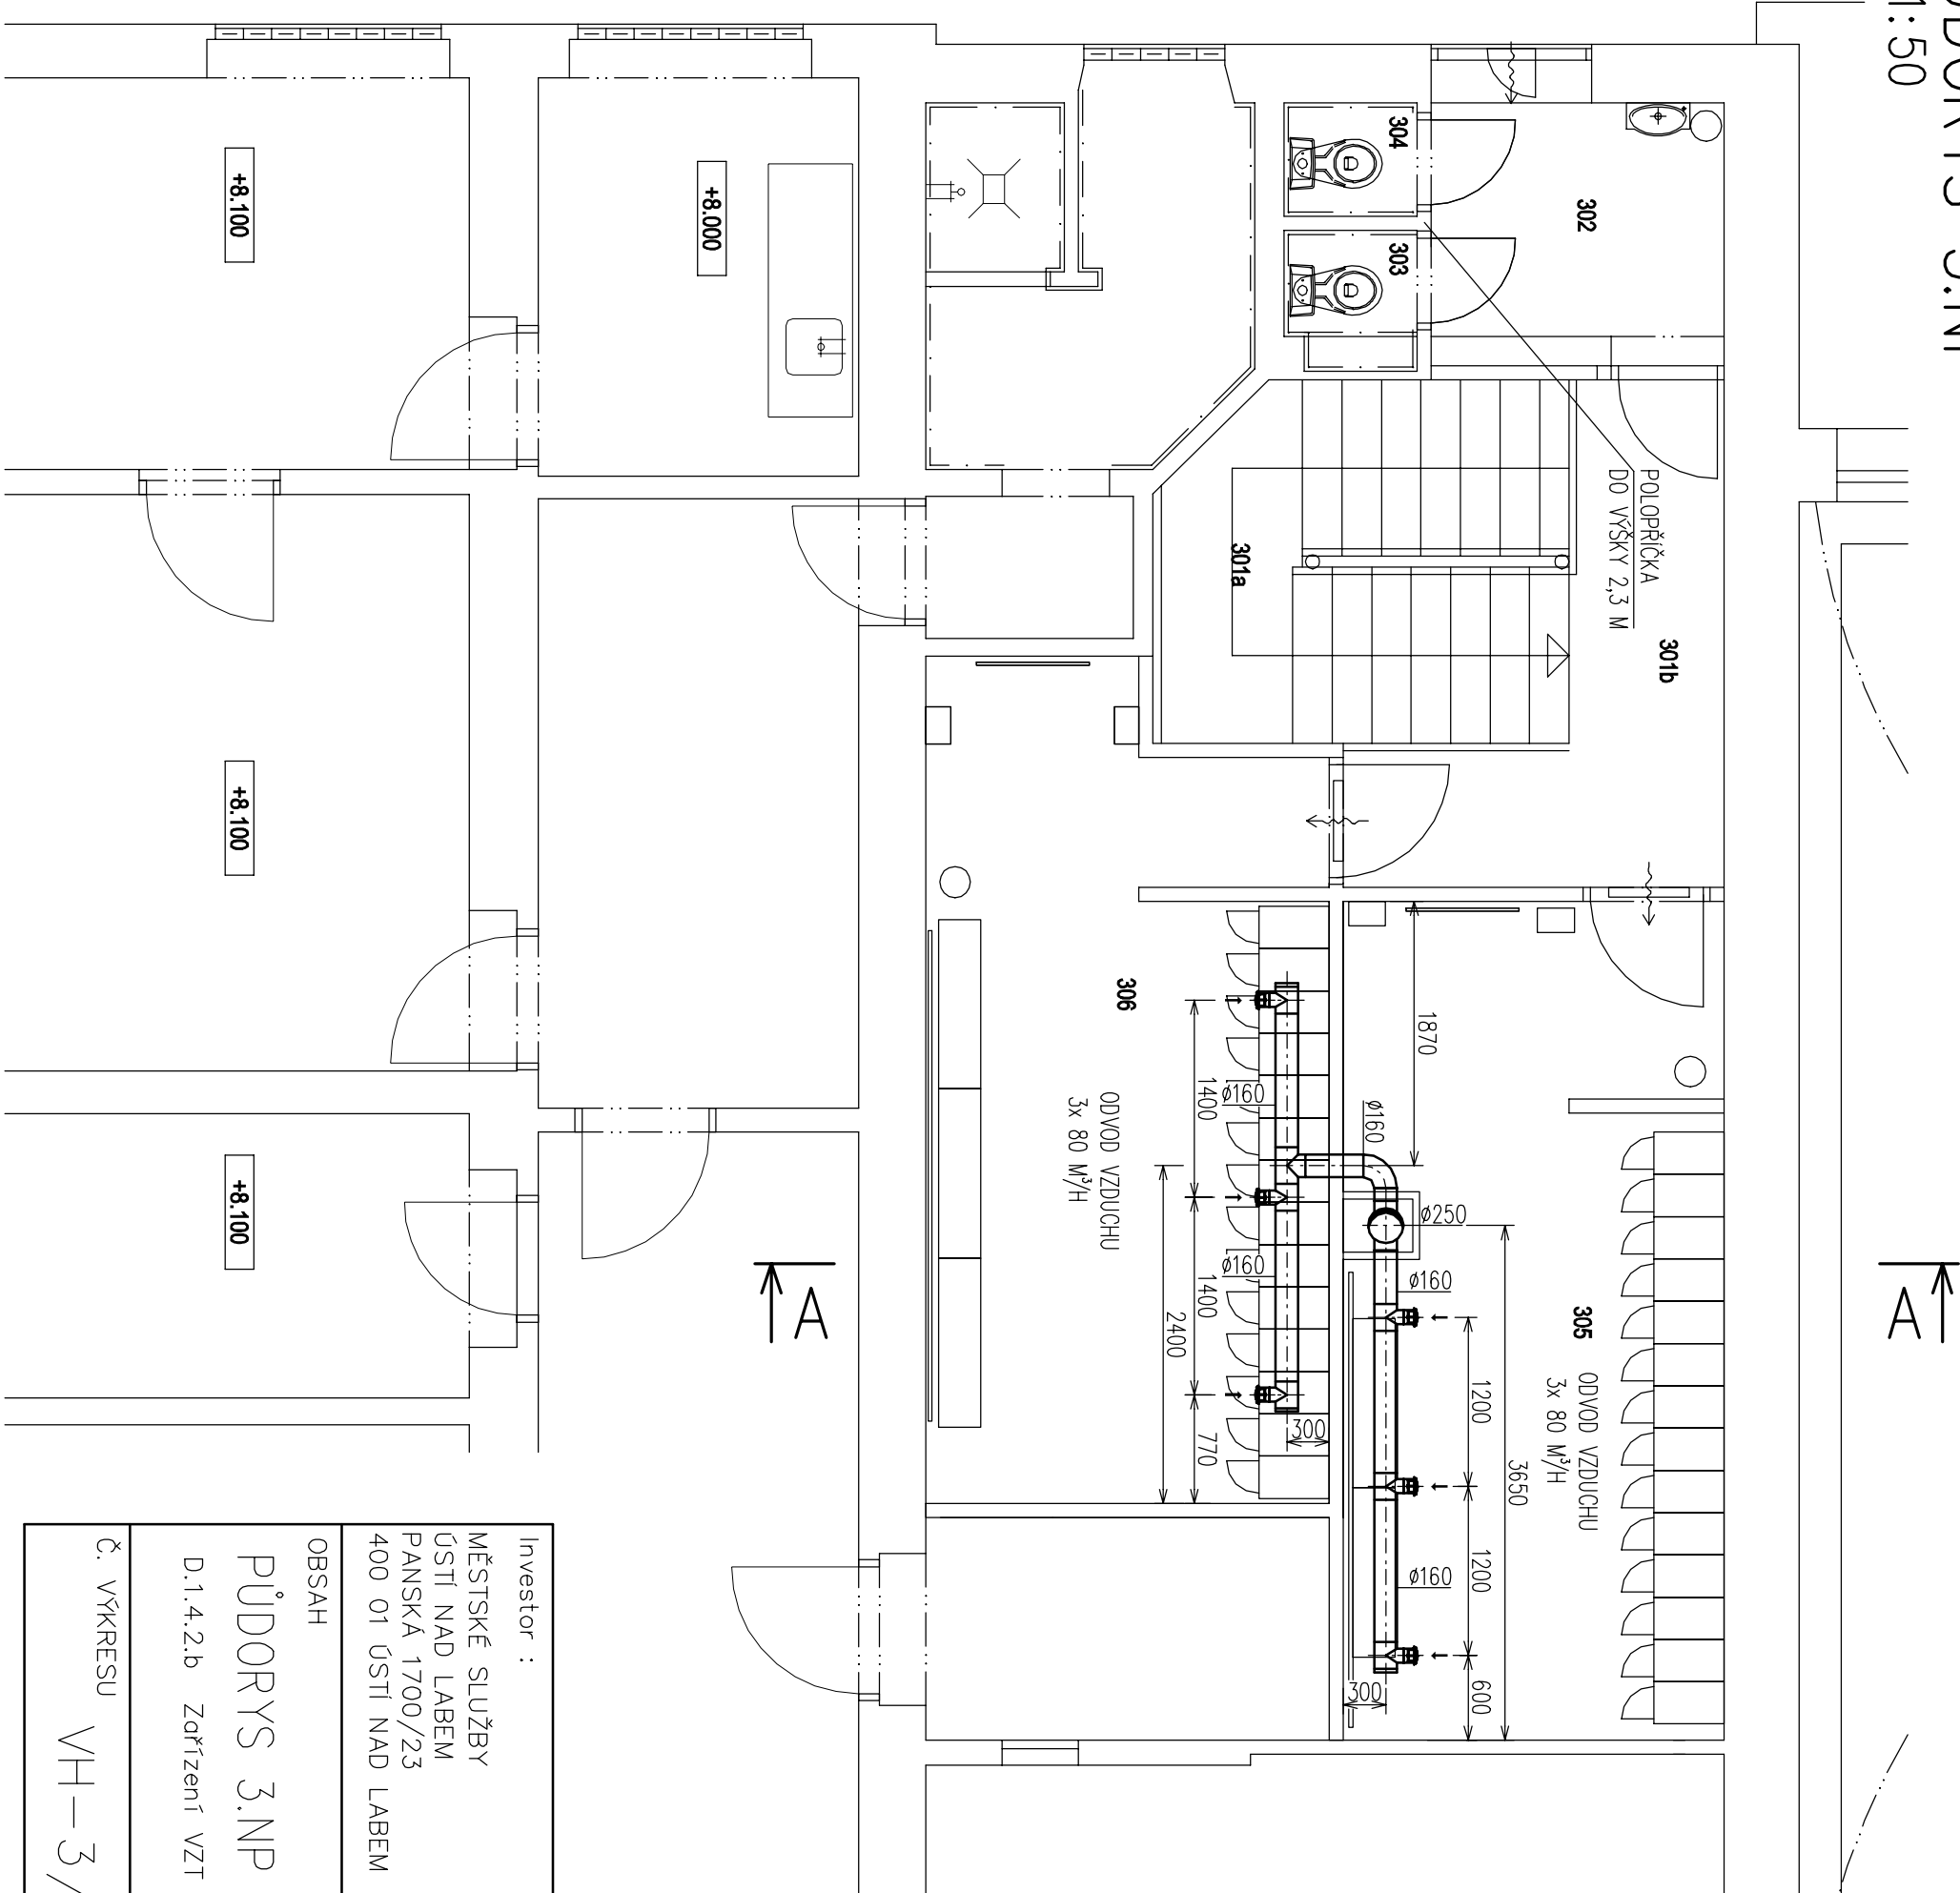 1:50
304
302
303
+8.100
+8.000
POLOPŘÍČKA
DO VÝŠKY 2,3 M
301a
301b
+8.100
306
1870
ø160
1400
ø160
ODVOD VZDUCHU
3x 80 M³/H
ø250
ø160
ø160
1400
2400
300
770
305
ODVOD VZDUCHU
3x 80 M³/H
1200
3650
1200
ø160
300
600
+8.100
A
A
Investor :
MĚSTSKÉ SLUŽBY
ÚSTÍ NAD LABEM
PANSKÁ 1700/23
400 01 ÚSTÍ NAD LABEM
OBSAH
PŮDORYS 3.NP
D.1.4.2.b Zařízení VZT
Č. VÝKRESU
VH-3/